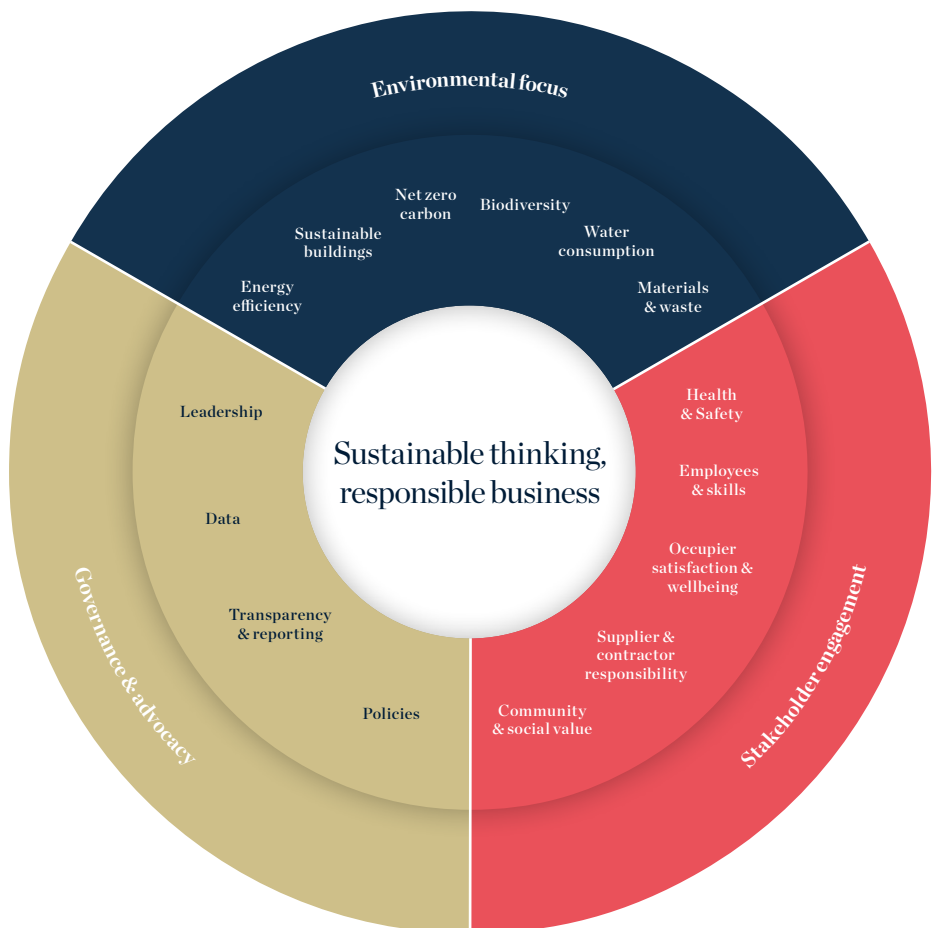 Environmental focus
Net zero
carbon
Biodiversity
Sustainable
buildings
Water
consumption
Energy
efficiency
Materials
& waste
Sustainable thinking,
responsible business
Health
& Safety
Employees
& skills
Occupier
satisfaction &
wellbeing
Supplier &
contractor
responsibility
Community
& social value
Stakeholder engagement
Leadership
Data
Transparency
& reporting
Policies
Governance & advocacy